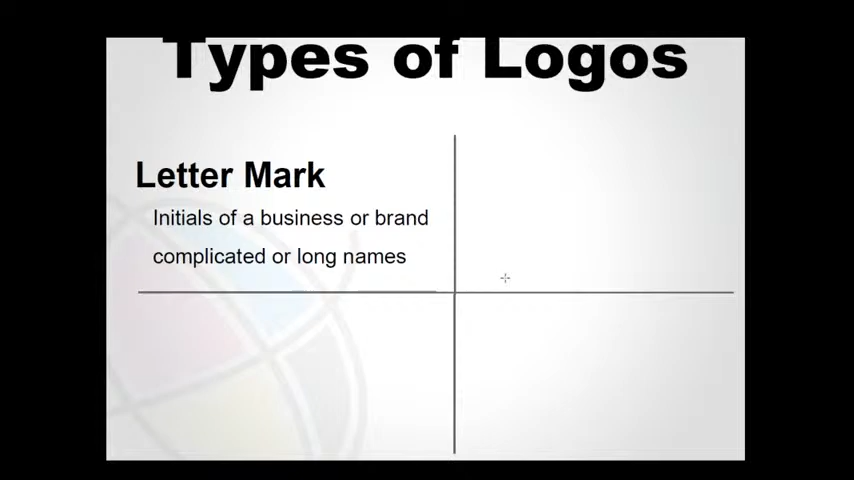 Types of Logos
Letter Mark
Initials of a business or brand
complicated or long names